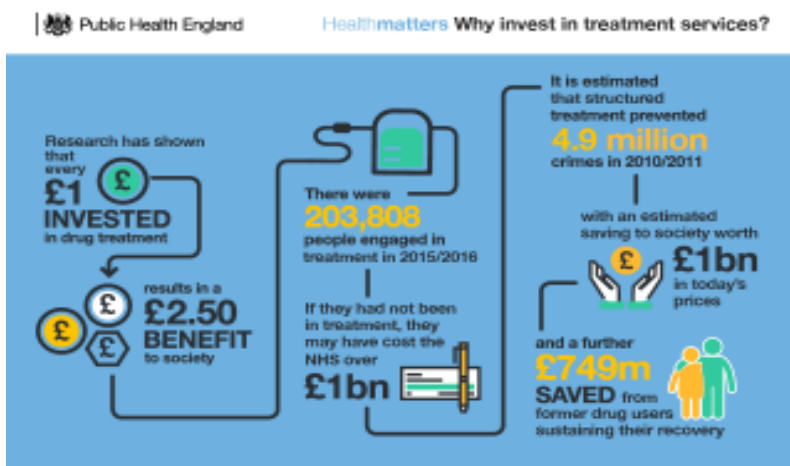 Public Health England
Healthmatters Why invest in treatment services?
Research has shown
that
every
£1
£
INVESTED
in drug treatment
£
£
£
results in a
£2.50
BENEFIT
to society
There were
203,808
people engaged in
treatment in 2015/2016
If they had not been
in treatment, they
may have cost the
NHS over
£1bn
It is estimated
that structured
treatment prevented
4.9 million
crimes in 2010/2011
with an estimated
saving to society worth
£
£1bn
in today's
prices
and a further
£749m
SAVED from
former drug users
sustaining their recovery